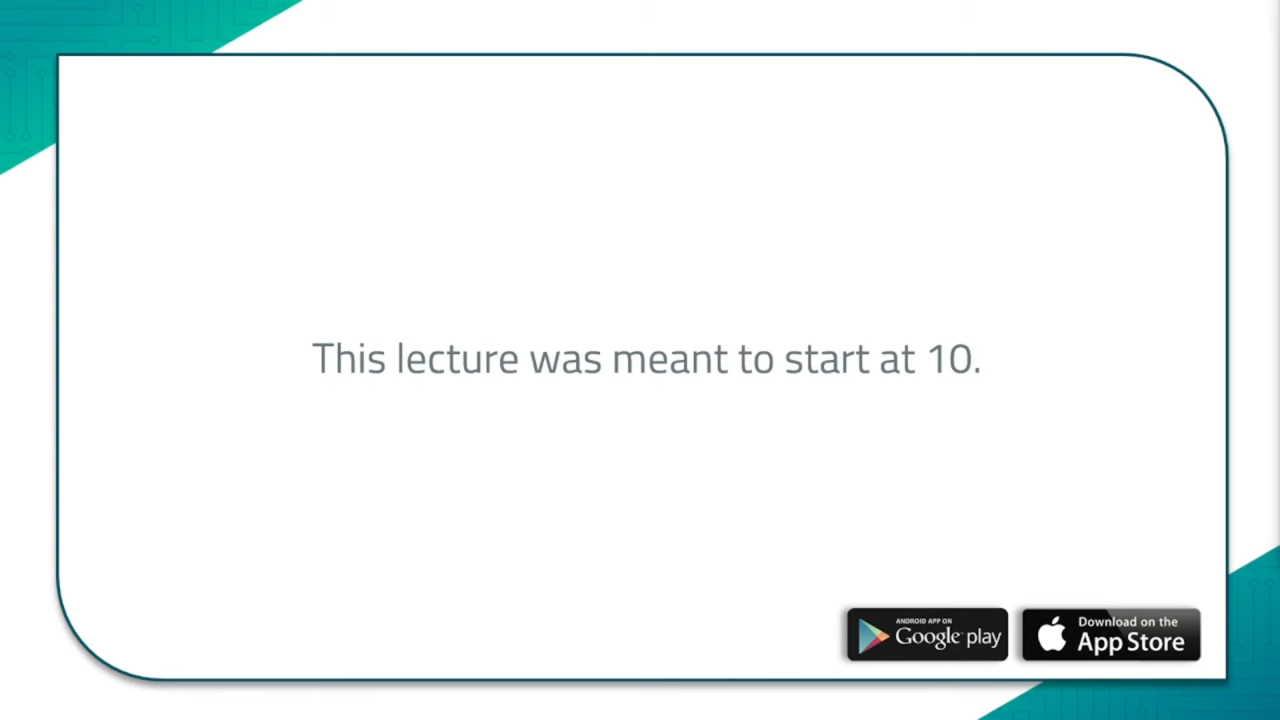 This lecture was meant to start at 10.
ANDROID APP ON
Google play
Download on the
App Store